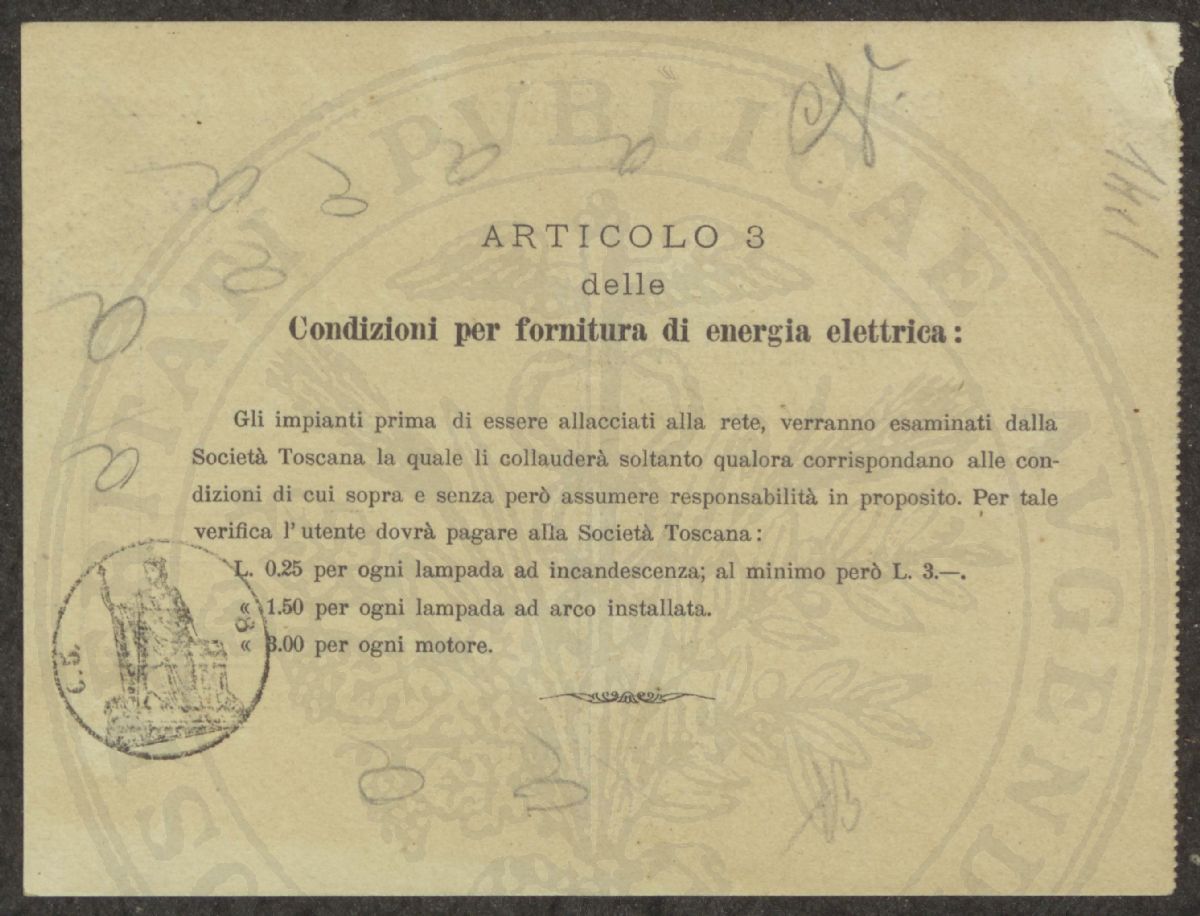 ARTICOLO 3
delle
Condizioni per fornitura di energia elettrica:
Gli impianti prima di essere allacciati alla rete, verranno esaminati dalla
Società Toscana la quale li collauderà soltanto qualora corrispondano alle con-
dizioni di cui sopra e senza però assumere responsabilità in proposito. Per tale
verifica l'utente dovrà pagare alla Società Toscana:
L. 0.25 per ogni lampada ad incandescenza; al minimo però L. 3.—.
« 1.50 per ogni lampada ad arco installata.
« 3.00 per ogni motore.